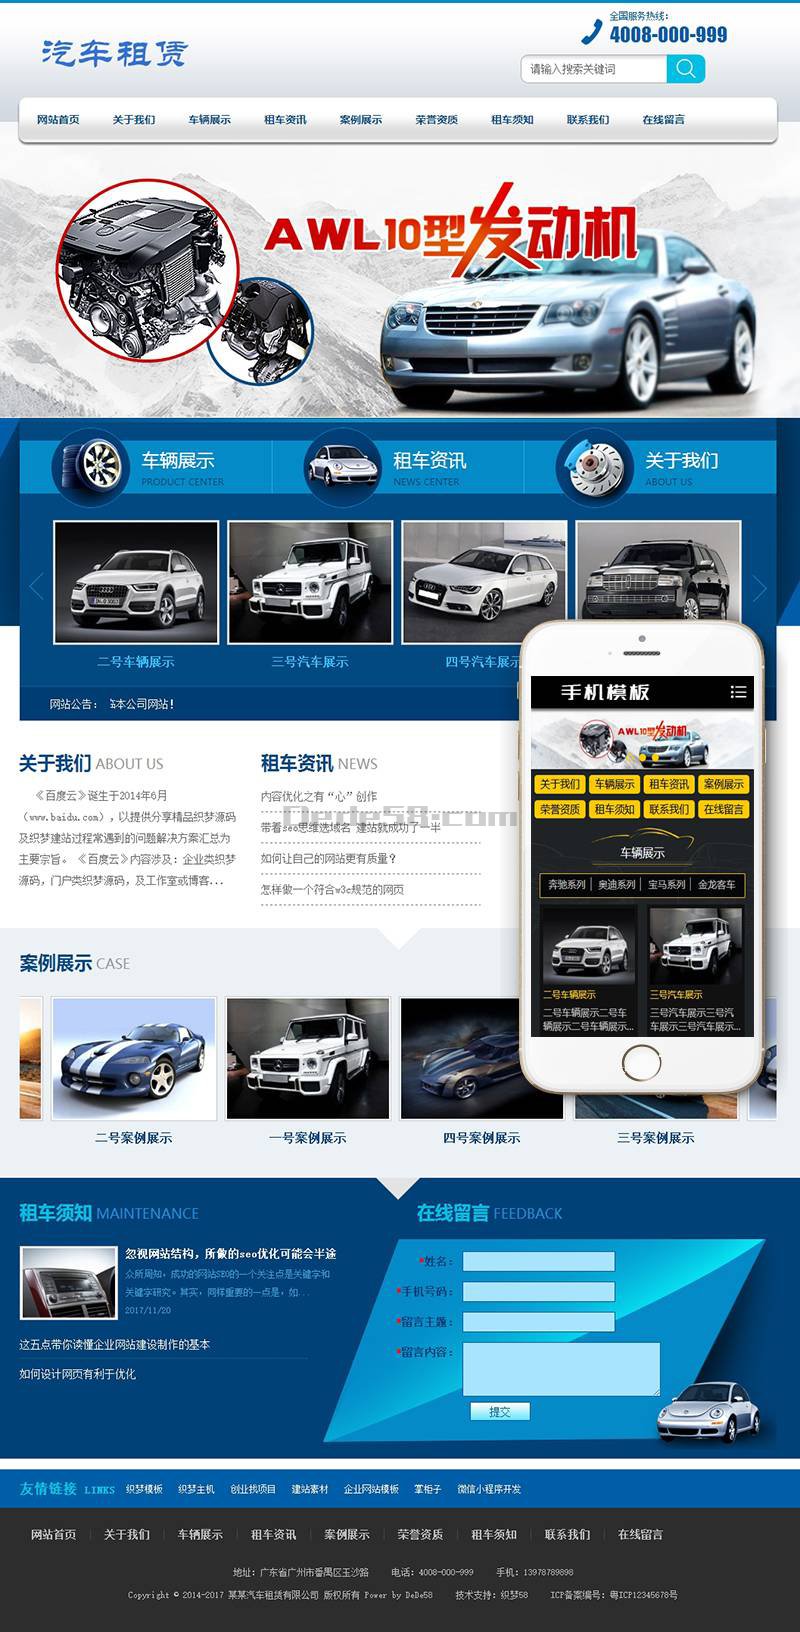 全国服务热线：
4008-000-999
汽车租赁
请输入搜索关键词
网站首页 关于我们 车辆展示 租车资讯 案例展示 荣誉资质 租车须知 联系我们 在线留言
AWL10型发动机
车辆展示 租车资讯 关于我们
PRODUCT CENTER NEWS CENTER ABOUT US
二号车辆展示 三号汽车展示 四号汽车展示
网站公告： 本公司网站！
手机模板
AWL10型发动机
关于我们 车辆展示 租车资讯 案例展示
荣誉资质 租车须知 联系我们 在线留言
车辆展示
奔驰系列 奥迪系列 宝马系列 金龙客车
二号车辆展示 三号汽车展示
二号车辆展示二号车 三号汽车展示三号汽
辆展示二号车辆展示... 车展示三号汽车展示...
关于我们 ABOUT US
《百度云》诞生于2014年6月
（www.baidu.com），以提供分享精品织梦源码
及织梦建站过程常遇到的问题解决方案汇总为
主要宗旨。《百度云》内容涉及：企业类织梦
源码，门户类织梦源码，及工作室或博客...
租车资讯 NEWS
内容优化之有“心”创作
Dede58.com
带着seo思维选域名 建站就成功了一半
如何让自己的网站更有质量？
怎样做一个符合w3c规范的网页
案例展示 CASE
二号案例展示 一号案例展示 四号案例展示 三号案例展示
租车须知 MAINTENANCE
忽视网站结构，所做的seo优化可能会半途
众所周知，成功的网站SEO的一个关注点是关键字和
关键字研究。其实，同样重要的一点是，如...
2017/11/20
这五点带你读懂企业网站建设制作的基本
如何设计网页有利于优化
在线留言 FEEDBACK
*姓名：
*手机号码：
*留言主题：
*留言内容：
提交
友情链接 LINKS 织梦模板 织梦主机 创业找项目 建站素材 企业网站模板 掌柜子 微信小程序开发
网站首页 关于我们 车辆展示 租车资讯 案例展示 荣誉资质 租车须知 联系我们 在线留言
地址：广东省广州市番禺区玉沙路 电话：4008-000-999 手机：13978789898
Copyright © 2014-2017 某某汽车租赁有限公司 版权所有 Power by DeDe58 技术支持：织梦58 ICP备案编号：粤ICP12345678号